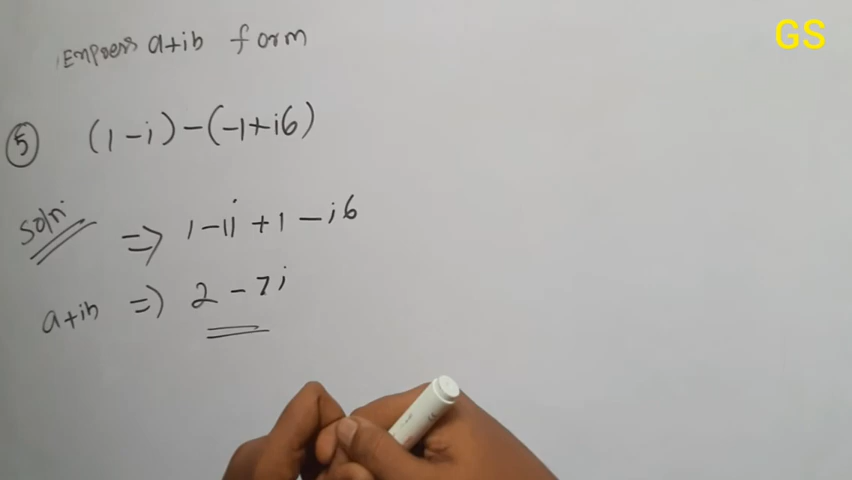 Express a+ib form
GS
5 (1-i)-(-1+i6)
Soln
=> 1-1i+1-i6
a+ib => 2-7i